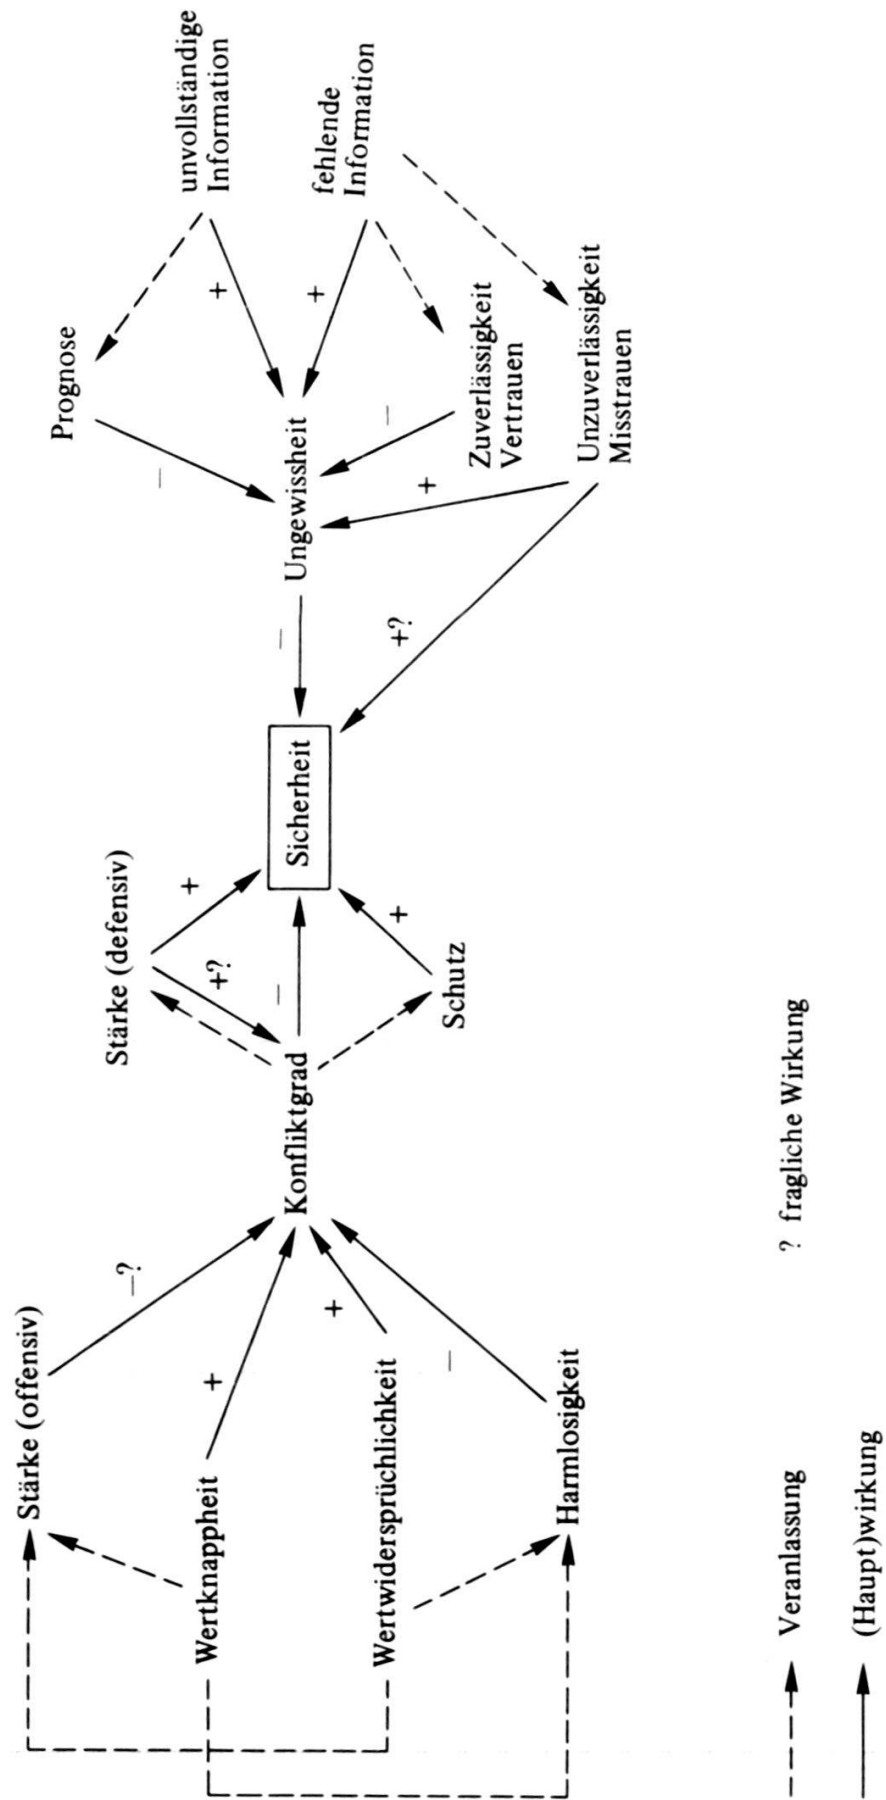 Stärke (offensiv)
Wertknappheit
Wertwidersprüchlichkeit
Harmlosigkeit
–?
+
+
–
Konfliktgrad
Stärke (defensiv)
+?
+
–
Schutz
+
Sicherheit
–
+?
Ungewissheit
Prognose
–
+
+
–
+
Zuverlässigkeit
Vertrauen
Unzuverlässigkeit
Misstrauen
unvollständige
Information
fehlende
Information
Veranlassung
(Haupt)wirkung
? fragliche Wirkung